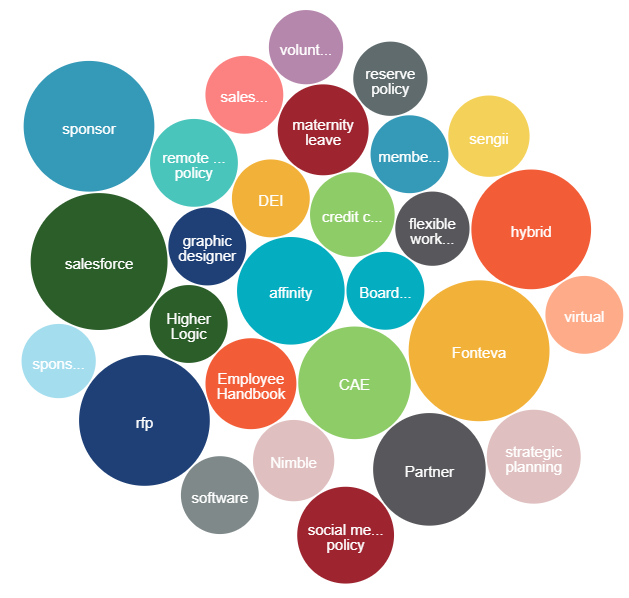 volunt...
reserve
policy
sales...
maternity
leave
sponsor
sengii
membe...
remote ...
policy
DEI
credit c...
flexible
work...
hybrid
graphic
designer
salesforce
affinity
Board...
virtual
Higher
Logic
Fonteva
spons...
Employee
Handbook
CAE
rfp
Nimble
strategic
planning
Partner
software
social me...
policy